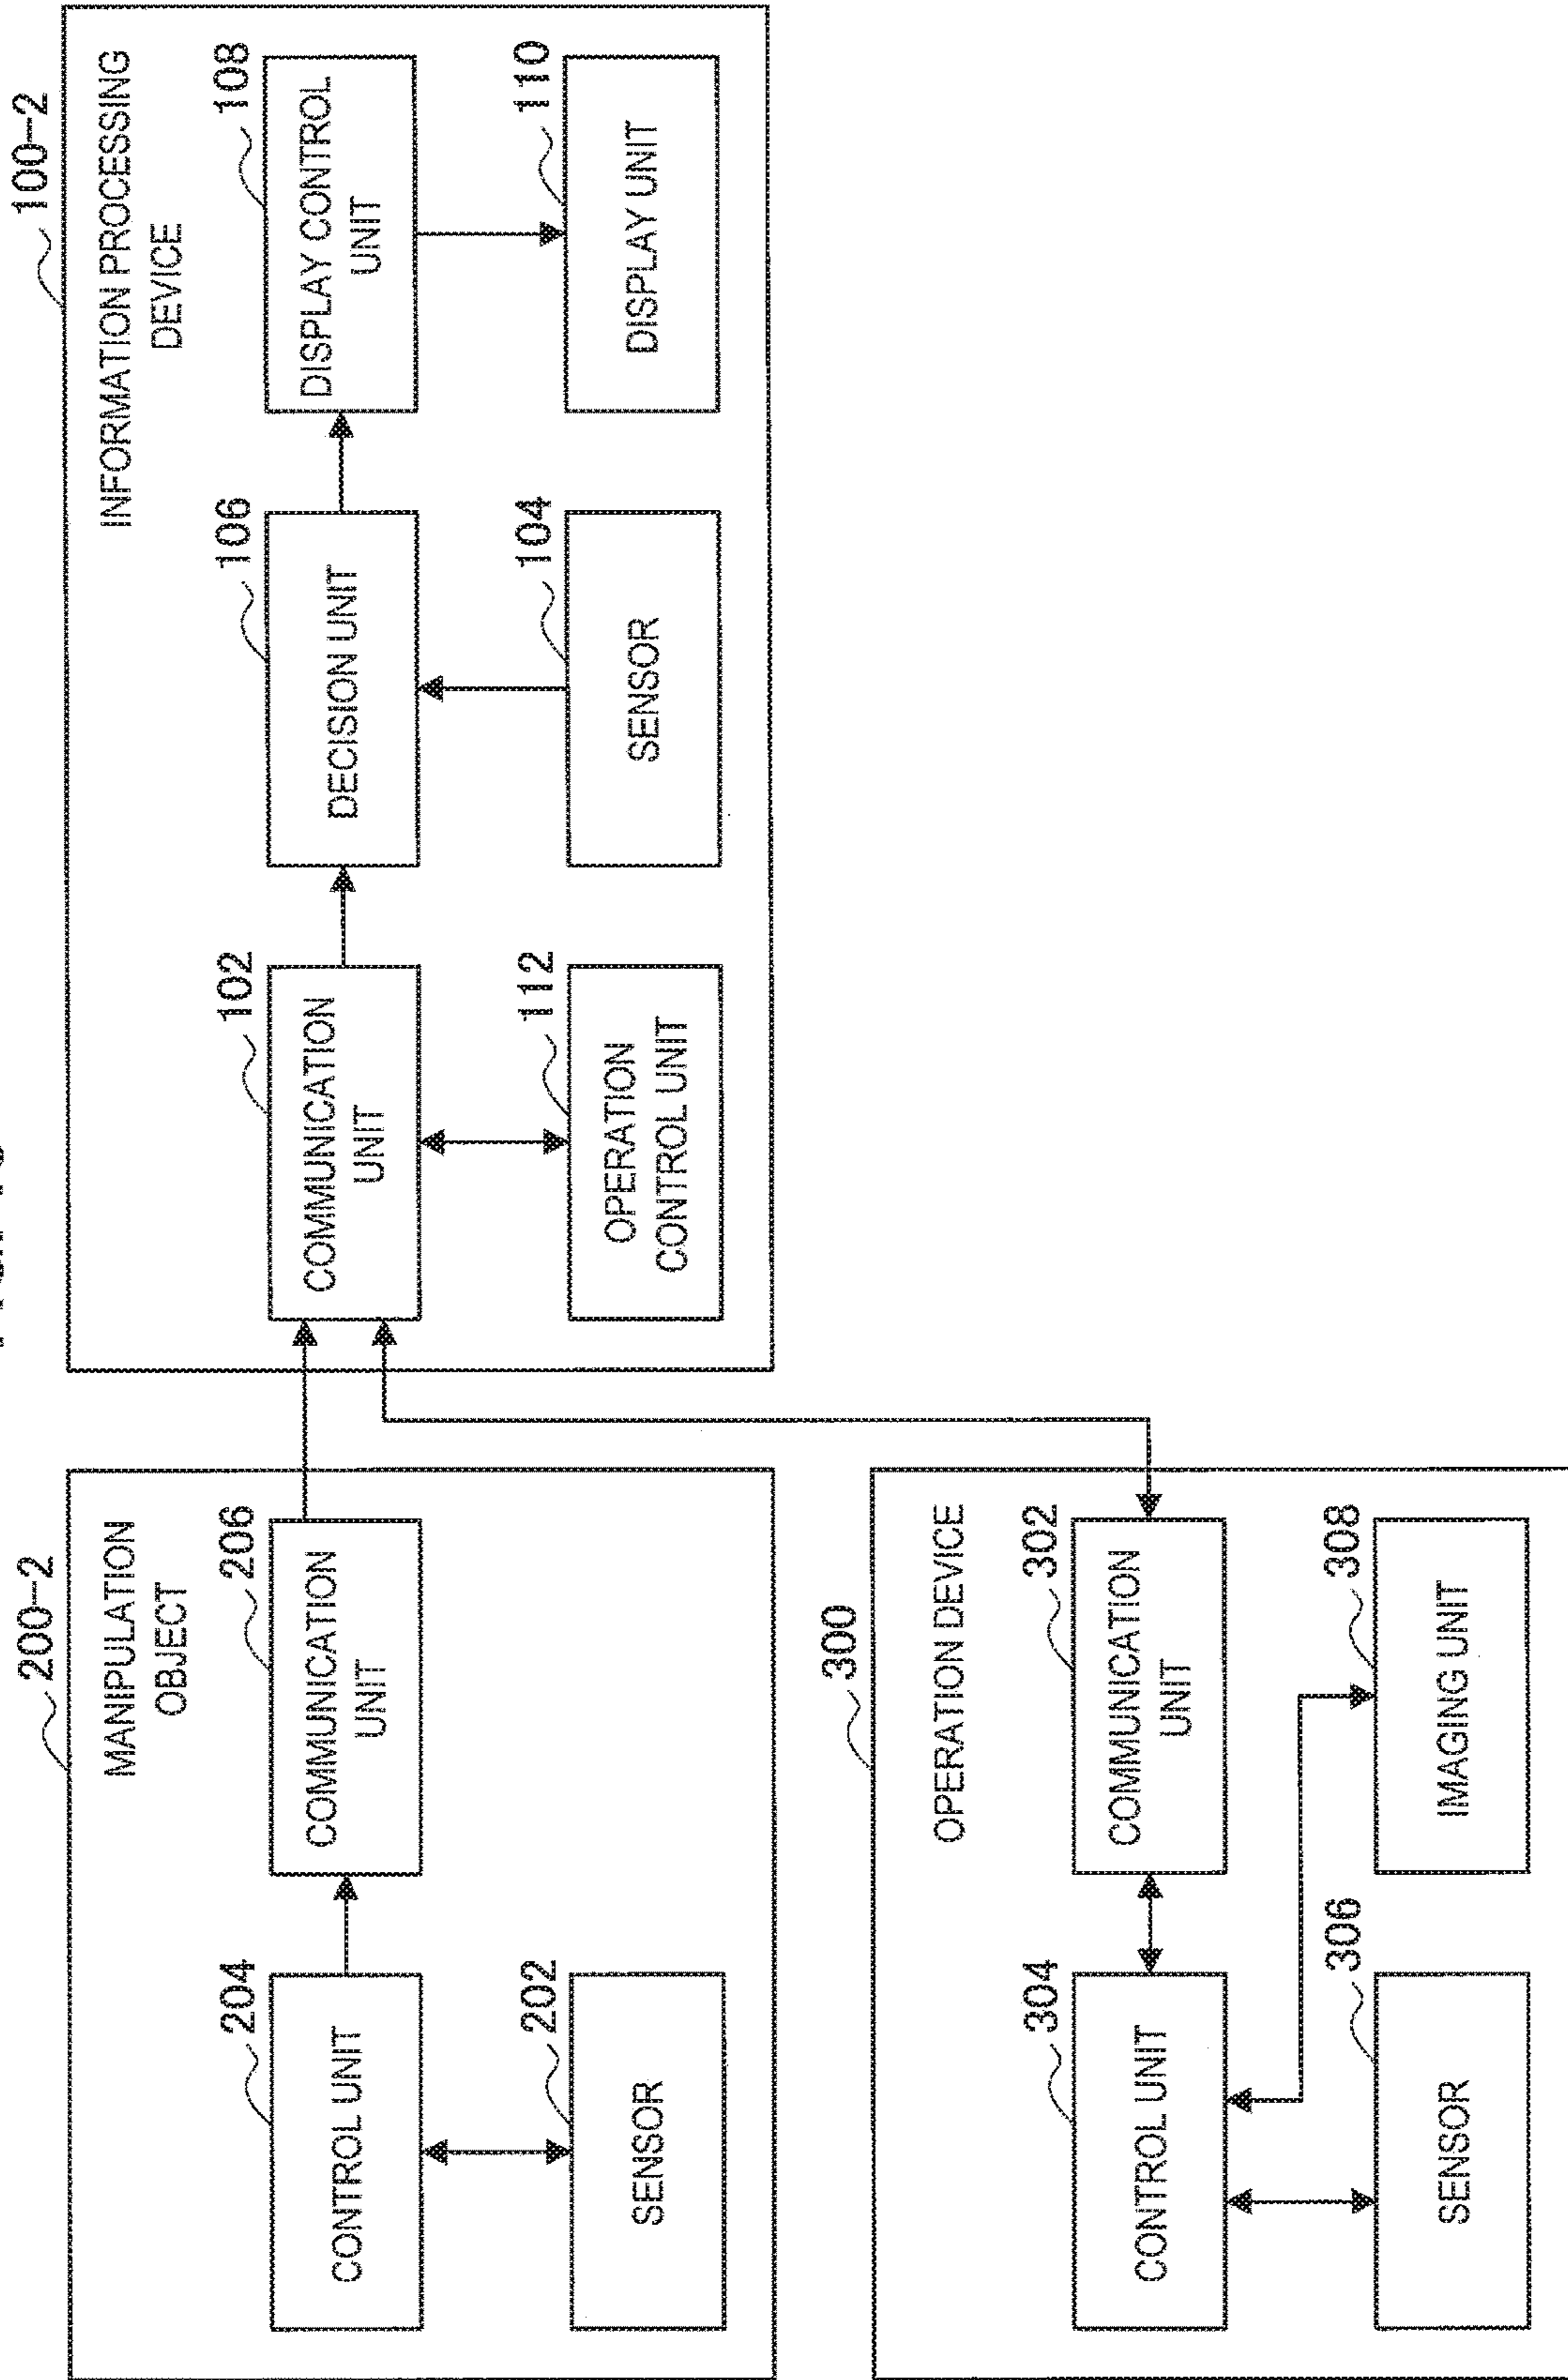 200-2
MANIPULATION
OBJECT
204
CONTROL UNIT
206
COMMUNICATION
UNIT
202
SENSOR
100-2
INFORMATION PROCESSING
DEVICE
102
COMMUNICATION
UNIT
106
DECISION UNIT
108
DISPLAY CONTROL
UNIT
112
OPERATION
CONTROL UNIT
104
SENSOR
110
DISPLAY UNIT
300
OPERATION DEVICE
304
CONTROL UNIT
302
COMMUNICATION
UNIT
306
SENSOR
308
IMAGING UNIT